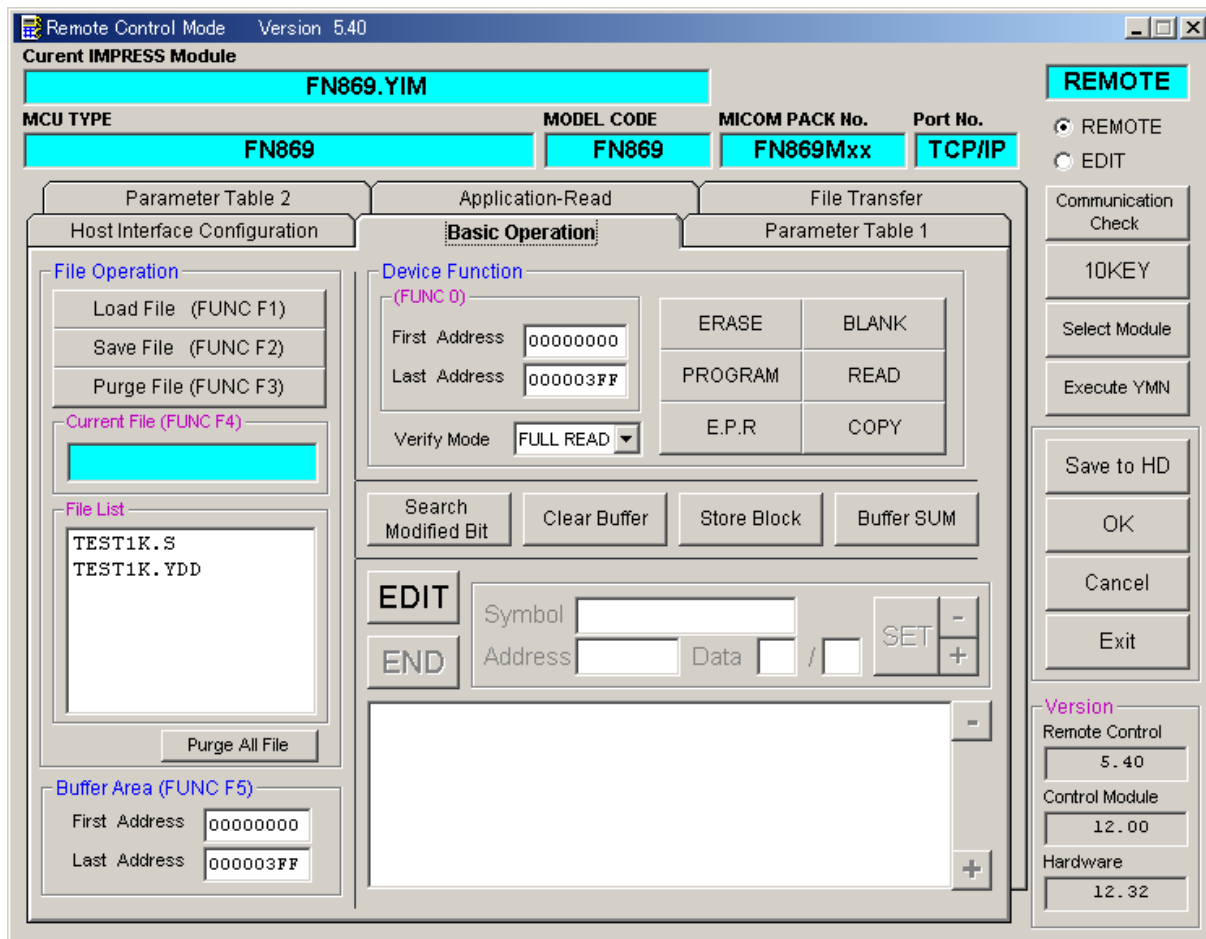 Remote Control Mode Version 5.40
Curent IMPRESS Module
FN869.YIM
REMOTE
MCU TYPE
MODEL CODE
MICOM PACK No.
Port No.
FN869
FN869
FN869Mxx
TCP/IP
REMOTE
EDIT
Parameter Table 2
Application-Read
File Transfer
Host Interface Configuration
Basic Operation
Parameter Table 1
File Operation
Load File (FUNC F1)
Save File (FUNC F2)
Purge File (FUNC F3)
Current File (FUNC F4)
File List
TEST1K.S
TEST1K.YDD
Purge All File
Buffer Area (FUNC F5)
First Address 00000000
Last Address 000003FF
Device Function
(FUNC 0)
First Address 00000000
Last Address 000003FF
Verify Mode FULL READ
ERASE
BLANK
PROGRAM
READ
E.P.R
COPY
Search
Modified Bit
Clear Buffer
Store Block
Buffer SUM
EDIT
END
Symbol
Address
Data /
SET
-
+
-
+
Communication
Check
10KEY
Select Module
Execute YMN
Save to HD
OK
Cancel
Exit
Version
Remote Control
5.40
Control Module
12.00
Hardware
12.32